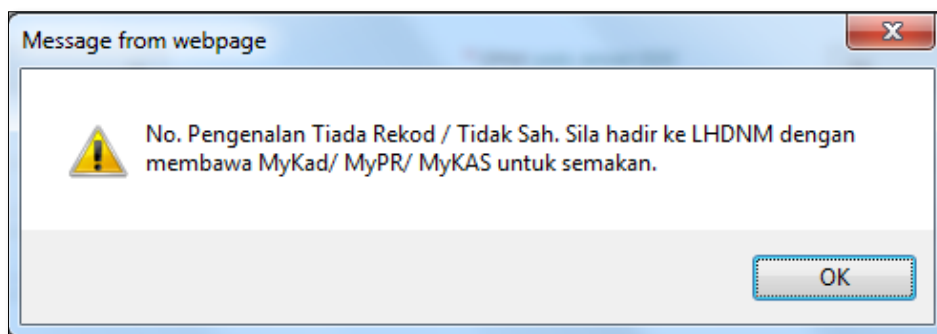 Message from webpage
No. Pengenalan Tiada Rekod / Tidak Sah. Sila hadir ke LHDNM dengan
membawa MyKad/ MyPR/ MyKAS untuk semakan.
OK